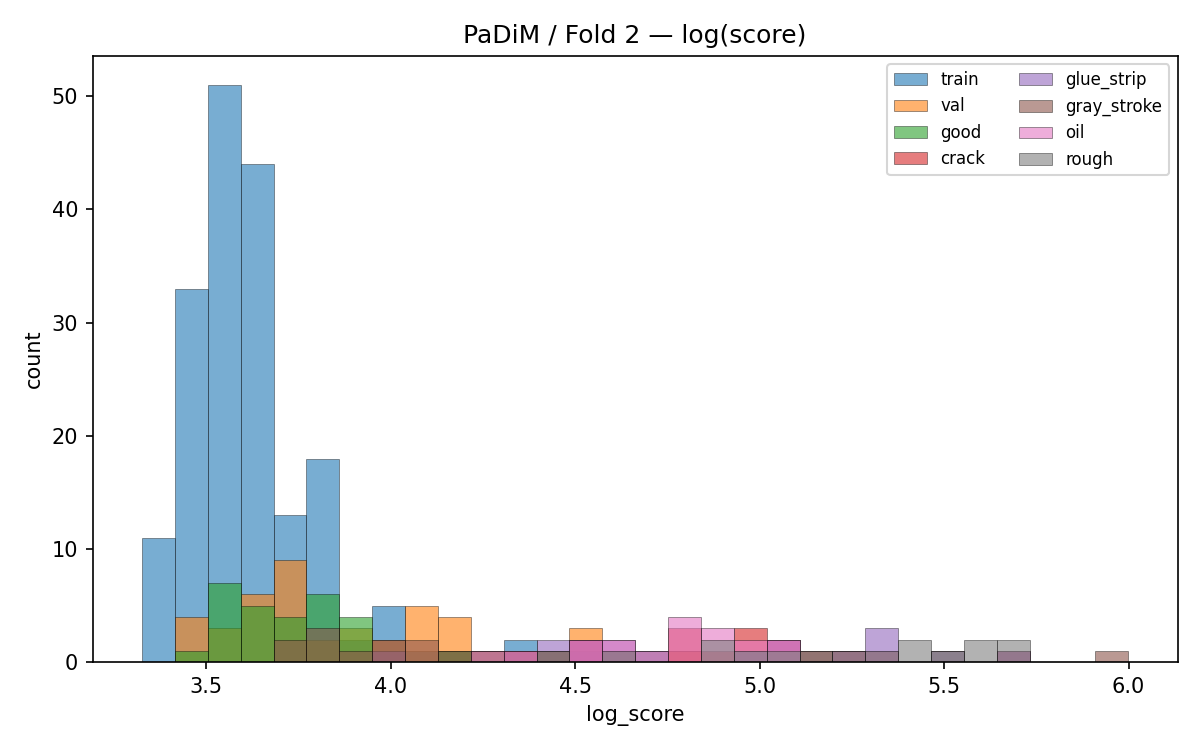 PaDiM / Fold 2 — log(score)
train
val
good
crack
glue_strip
gray_stroke
oil
rough
count
50
40
30
20
10
0
3.5 4.0 4.5 5.0 5.5 6.0
log_score